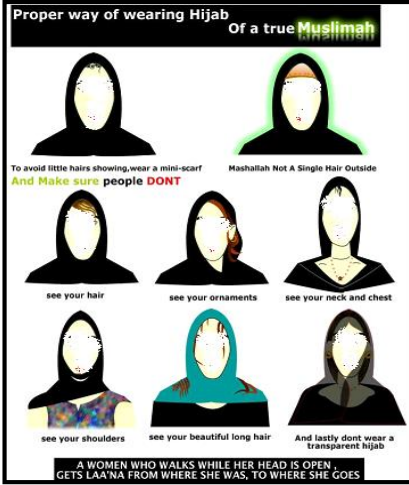 Proper way of wearing Hijab
Of a true Muslimah
To avoid little hairs showing,wear a mini-scarf
Mashallah Not A Single Hair Outside
And Make sure people DONT
see your hair
see your ornaments
see your neck and chest
see your shoulders
see your beautiful long hair
And lastly dont wear a
transparent hijab
A WOMEN WHO WALKS WHILE HER HEAD IS OPEN ,
GETS LAA'NA FROM WHERE SHE WAS, TO WHERE SHE GOES